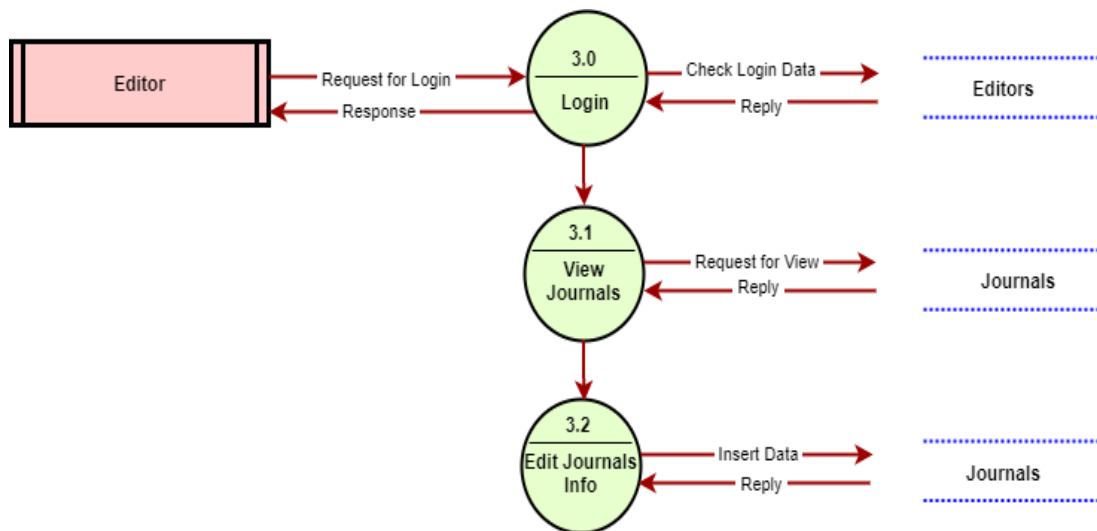 3.0
Editor
Request for Login
Login
Response
Check Login Data
Reply
Editors
3.1
View
Journals
Request for View
Reply
Journals
3.2
Edit Journals
Info
Insert Data
Reply
Journals